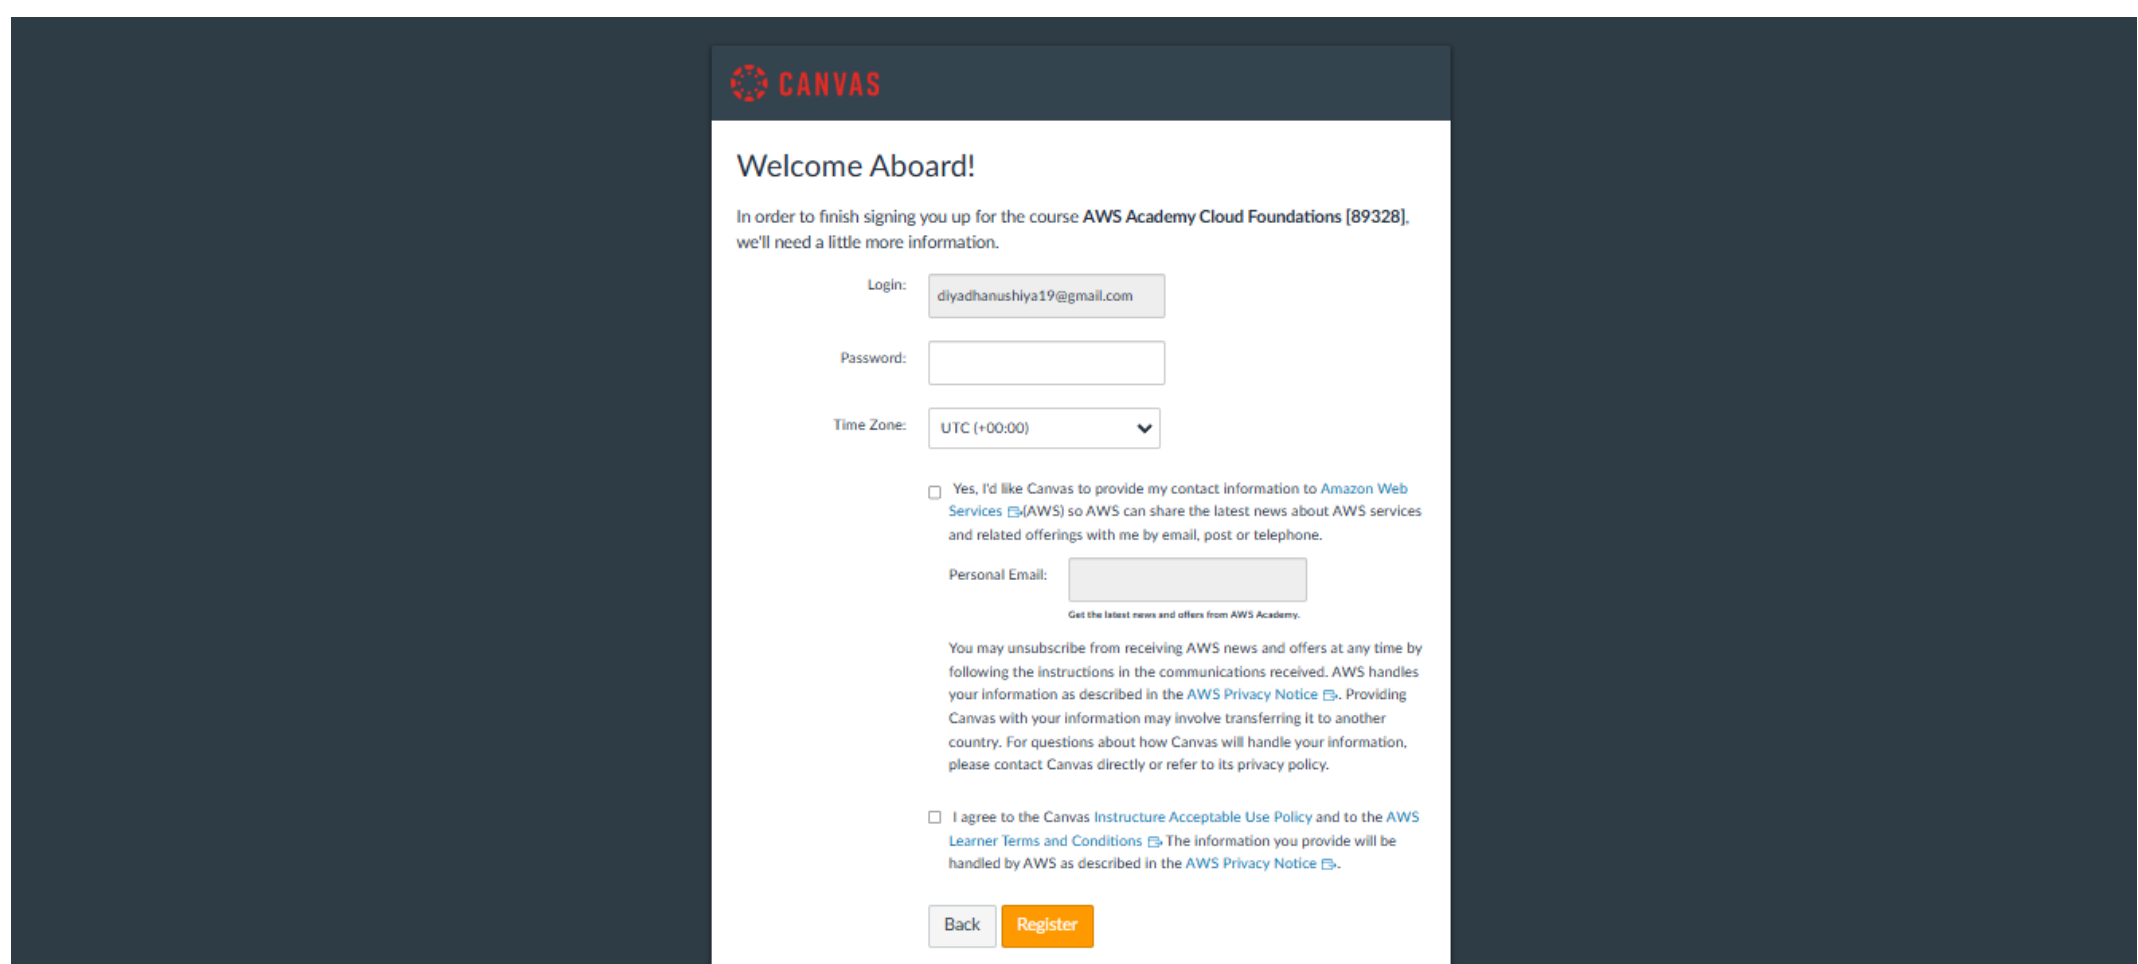 CANVAS
Welcome Aboard!
In order to finish signing you up for the course AWS Academy Cloud Foundations [89328],
we'll need a little more information.
Login:
diyadhanushiya19@gmail.com
Password:
Time Zone:
UTC (+00:00)
Yes, I'd like Canvas to provide my contact information to Amazon Web
Services (AWS) so AWS can share the latest news about AWS services
and related offerings with me by email, post or telephone.
Personal Email:
Get the latest news and offers from AWS Academy.
You may unsubscribe from receiving AWS news and offers at any time by
following the instructions in the communications received. AWS handles
your information as described in the AWS Privacy Notice . Providing
Canvas with your information may involve transferring it to another
country. For questions about how Canvas will handle your information,
please contact Canvas directly or refer to its privacy policy.
I agree to the Canvas Instructure Acceptable Use Policy and to the AWS
Learner Terms and Conditions The information you provide will be
handled by AWS as described in the AWS Privacy Notice .
Back
Register